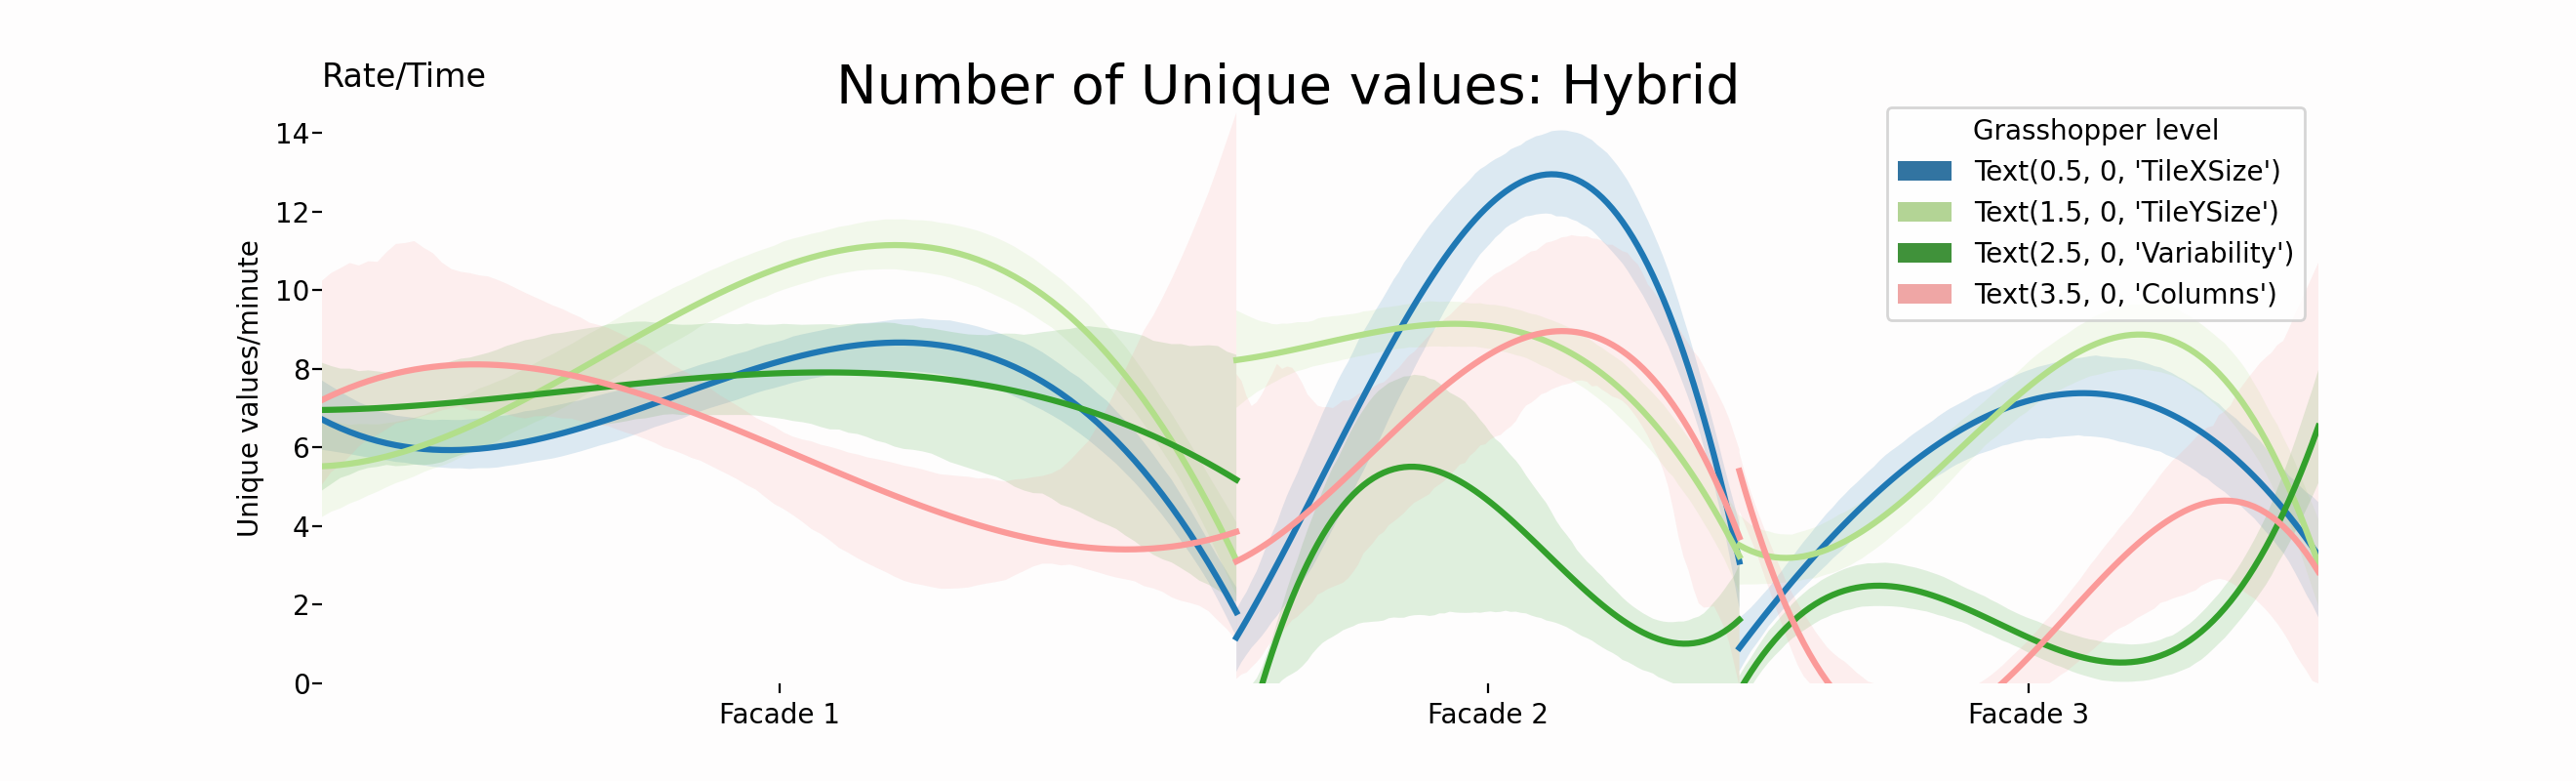 Rate/Time
Number of Unique values: Hybrid
Unique values/minute
14
12
10
8
6
4
2
0
Grasshopper level
Text(0.5, 0, 'TileXSize')
Text(1.5, 0, 'TileYSize')
Text(2.5, 0, 'Variability')
Text(3.5, 0, 'Columns')
Facade 1
Facade 2
Facade 3